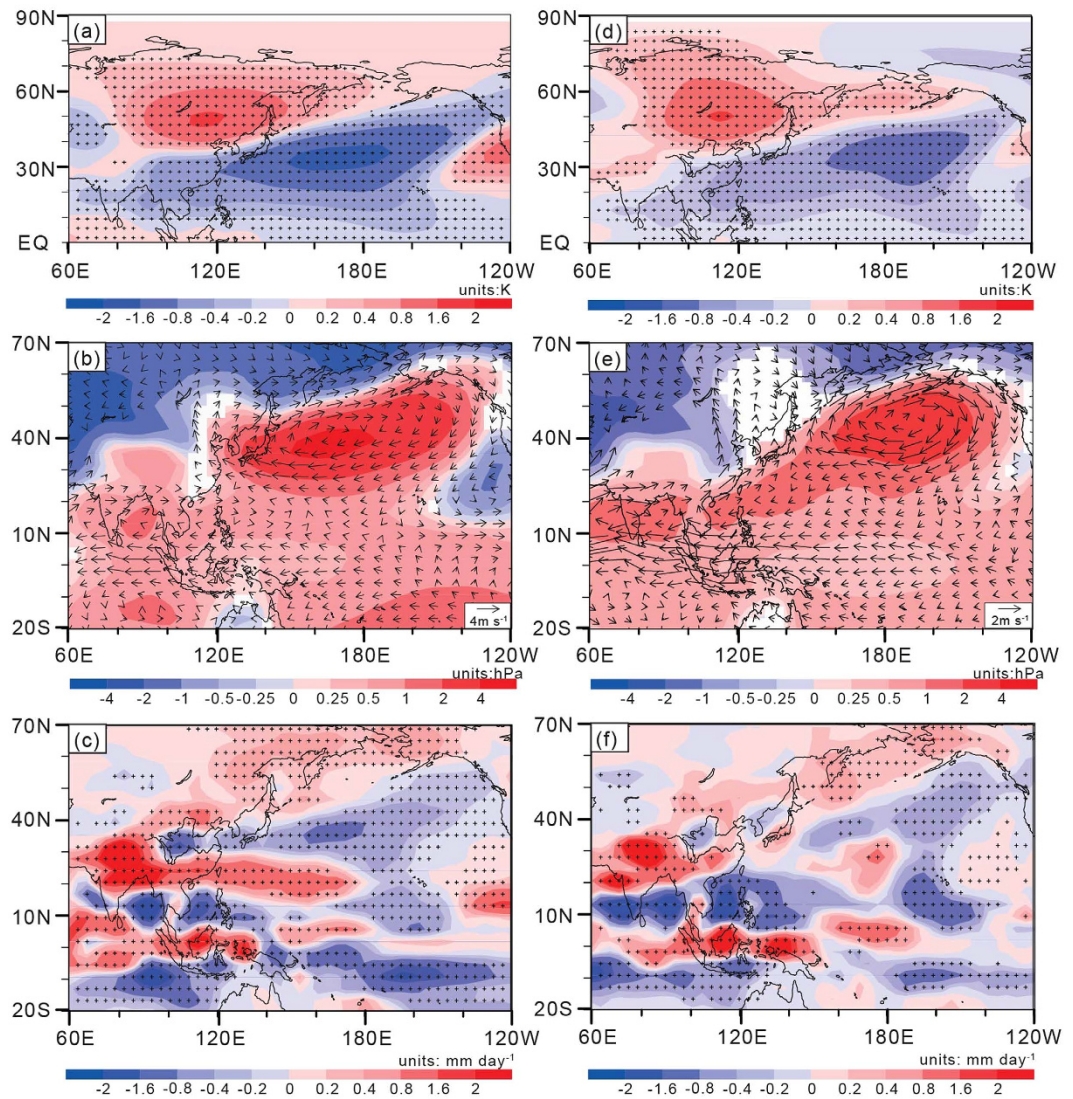 (a)
90N
60N
30N
EQ
60E 120E 180E 120W
units:K
-2 -1.6 -0.8 -0.4 -0.2 0 0.2 0.4 0.8 1.6 2
(d)
90N
60N
30N
EQ
60E 120E 180E 120W
units:K
-2 -1.6 -0.8 -0.4 -0.2 0 0.2 0.4 0.8 1.6 2
(b)
70N
40N
10N
20S
4m s⁻¹
60E 120E 180E 120W
units:hPa
-4 -2 -1 -0.5 -0.25 0 0.25 0.5 1 2 4
(e)
70N
40N
10N
20S
2m s⁻¹
60E 120E 180E 120W
units:hPa
-4 -2 -1 -0.5 -0.25 0 0.25 0.5 1 2 4
(c)
70N
40N
10N
20S
60E 120E 180E 120W
units: mm day⁻¹
-2 -1.6 -0.4 -0.4 -0.2 0 0.2 0.4 0.8 1.6 2
(f)
70N
40N
10N
20S
60E 120E 180E 120W
units: mm day⁻¹
-2 -1.6 -0.4 -0.4 -0.2 0 0.2 0.4 0.8 1.6 2